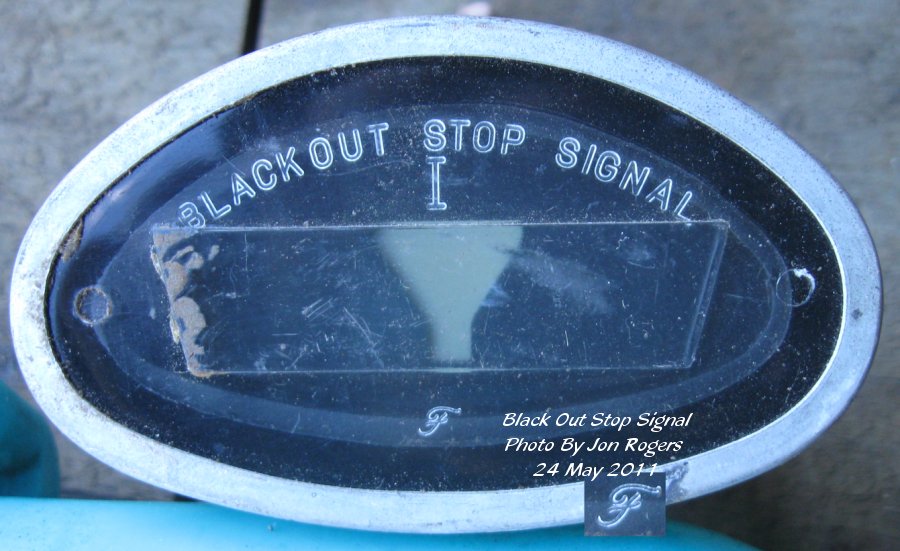 BLACKOUT STOP SIGNAL
I
F
Black Out Stop Signal
Photo By Jon Rogers
24 May 2011
F